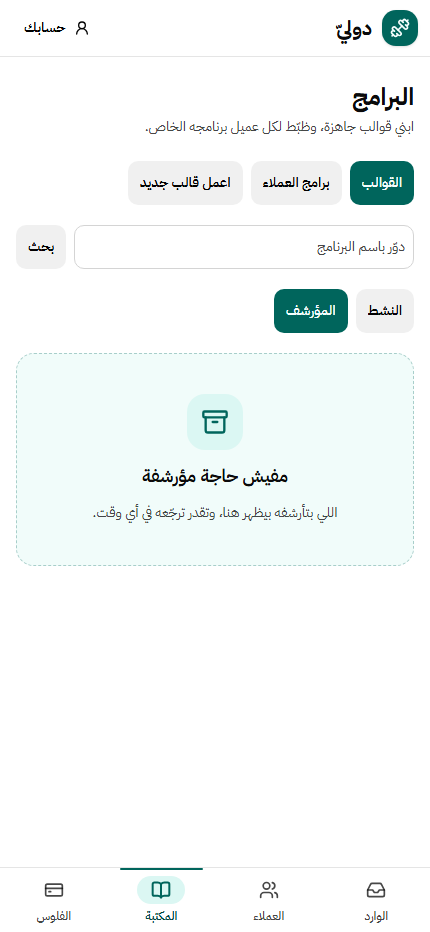 دوليّ
حسابك
البرامج
ابني قوالب جاهزة، وظبّط لكل عميل برنامجه الخاص.
القوالب
برامج العملاء
اعمل قالب جديد
دوّر باسم البرنامج
بحث
النشط
المؤرشف
مفيش حاجة مؤرشفة
اللي بتأرشفه بيظهر هنا، وتقدر ترجّعه في أي وقت.
الوارد
العملاء
المكتبة
الفلوس